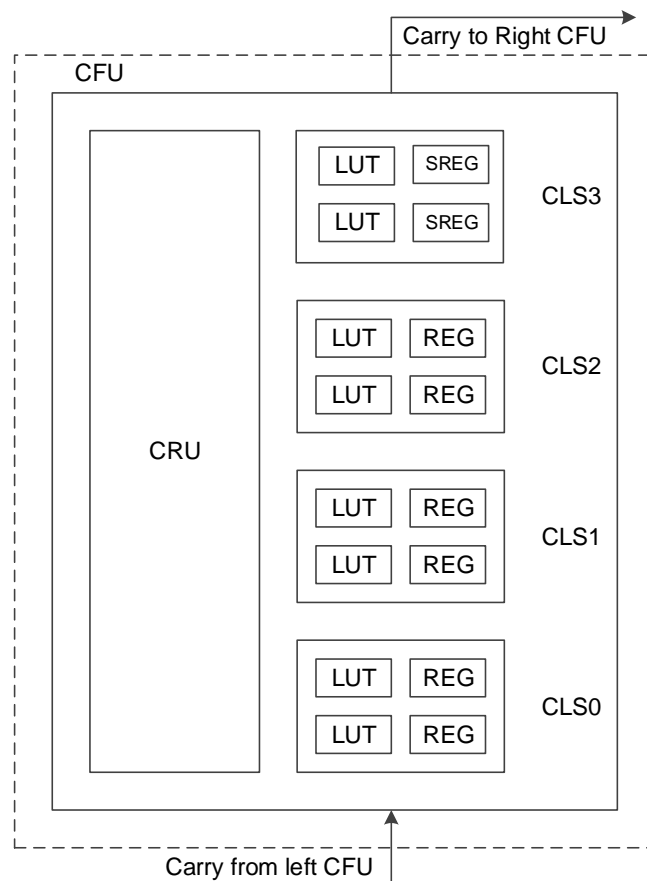 Carry to Right CFU
CFU
LUT SREG
LUT SREG
CLS3
LUT REG
LUT REG
CLS2
CRU
LUT REG
LUT REG
CLS1
LUT REG
LUT REG
CLS0
Carry from left CFU